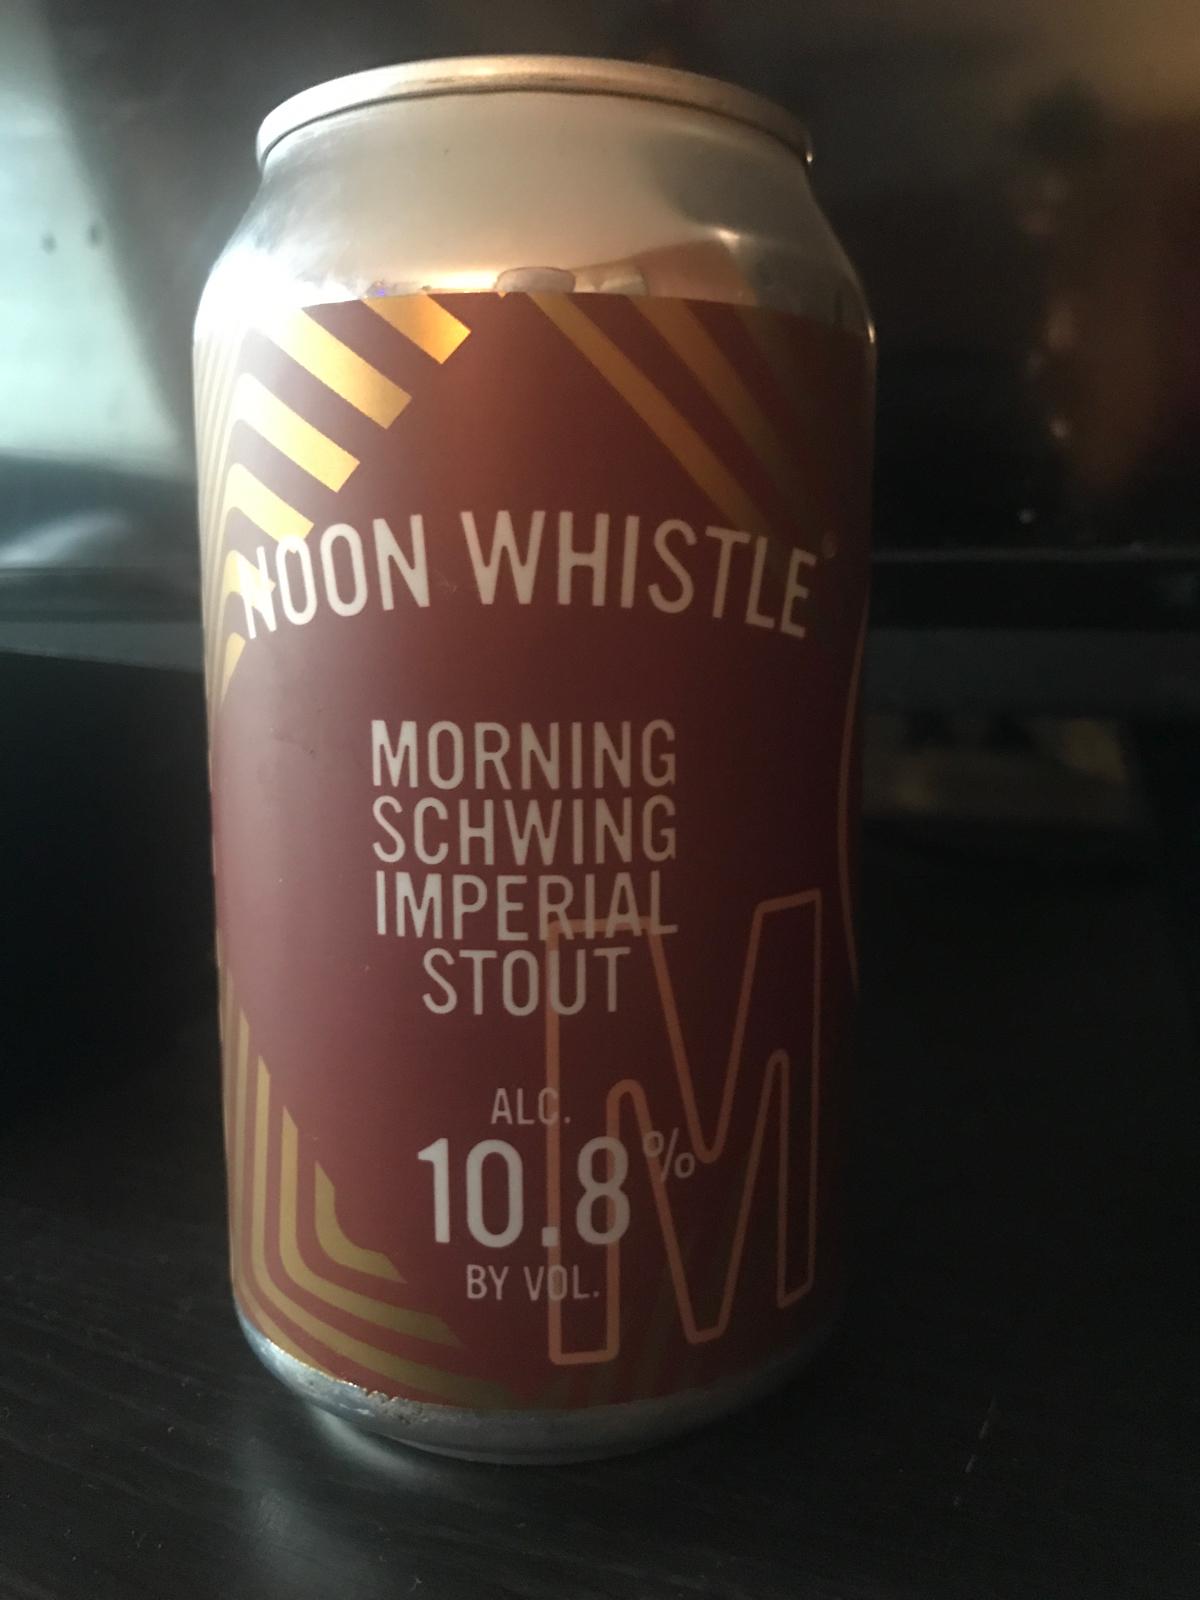 NOON WHISTLE
MORNING
SCHWING
IMPERIAL
STOUT
ALC.
10.8%
BY VOL.
M